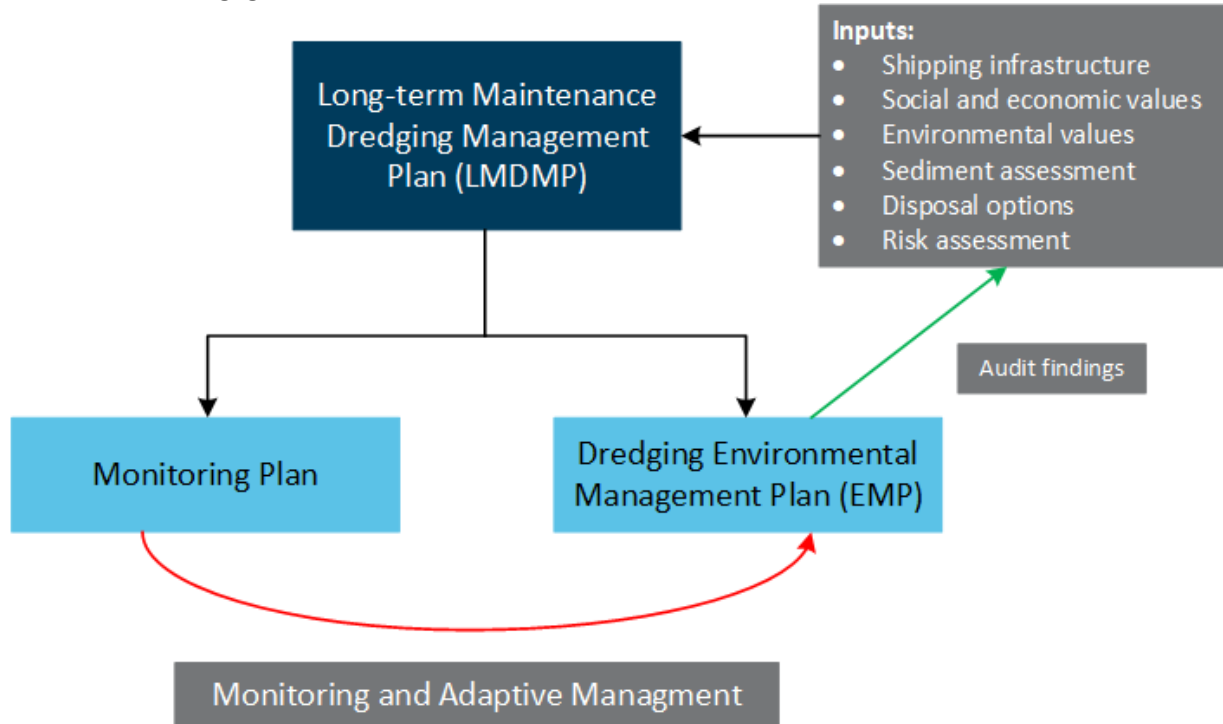 Long-term Maintenance
Dredging Management
Plan (LMDMP)
Inputs:
• Shipping infrastructure
• Social and economic values
• Environmental values
• Sediment assessment
• Disposal options
• Risk assessment
Audit findings
Monitoring Plan
Dredging Environmental
Management Plan (EMP)
Monitoring and Adaptive Managment